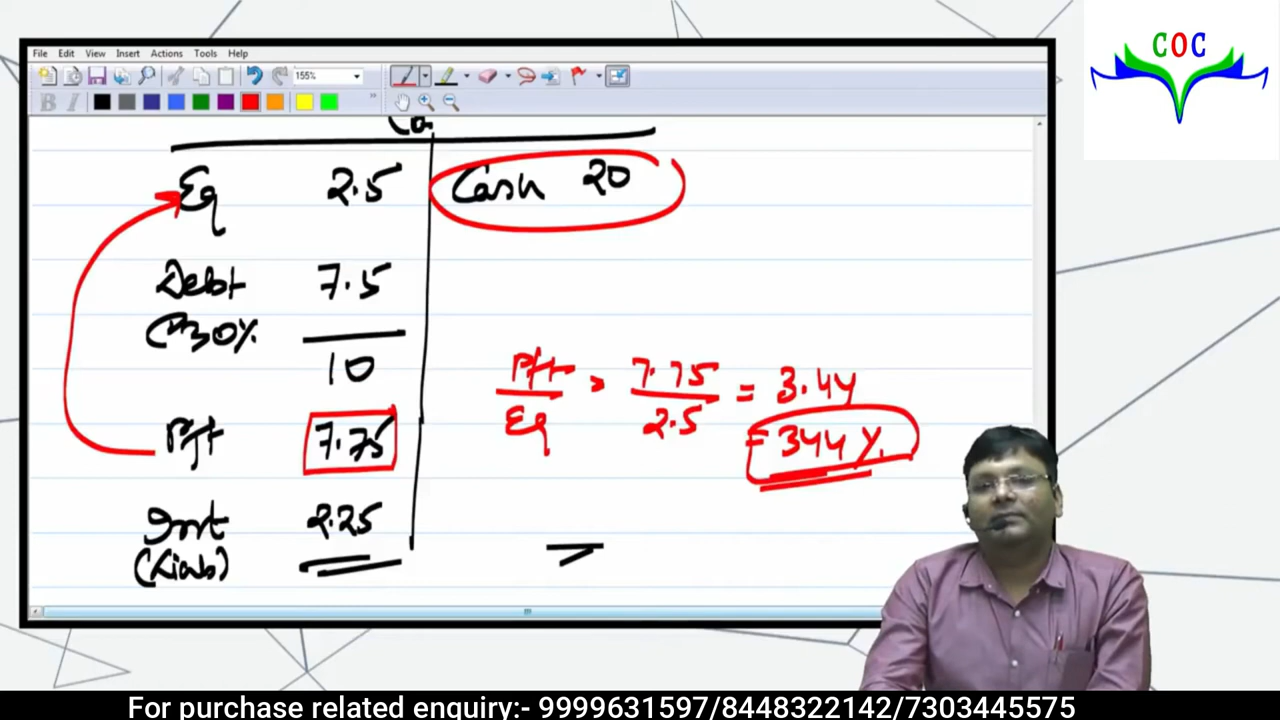 COC
File Edit View Insert Actions Tools Help
155%
B I
Co.
Eq 2.5 Cash 20
Debt 7.5
@30%
10
Pft/Eq = 7.75/2.5 = 3.44
= 344%
Pft 7.75
Int 2.25
(Liab)
For purchase related enquiry:- 9999631597/8448322142/7303445575